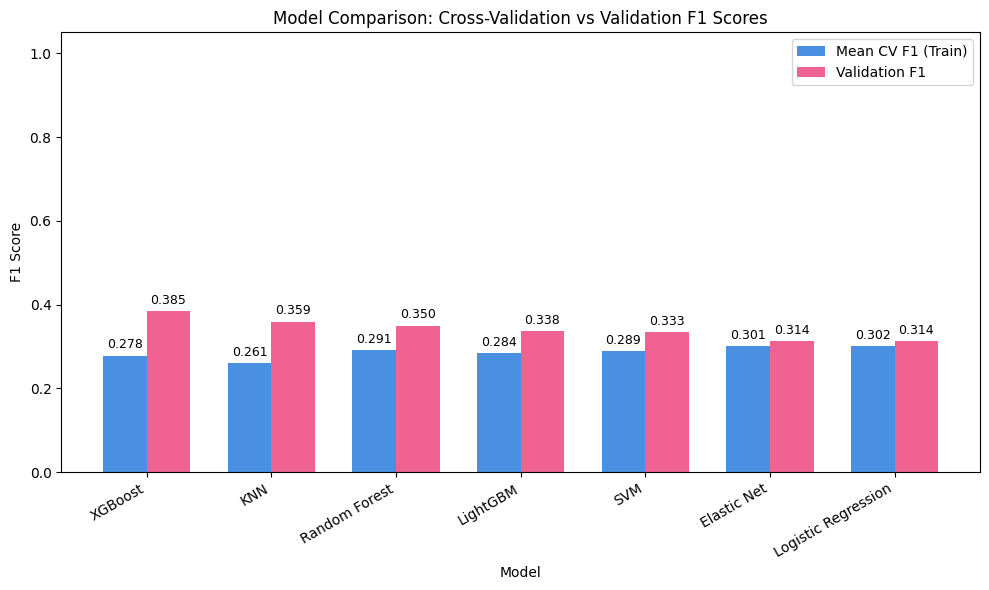 Model Comparison: Cross-Validation vs Validation F1 Scores
Mean CV F1 (Train)
Validation F1
F1 Score
1.0
0.8
0.6
0.4
0.2
0.0
0.278
0.385
0.261
0.359
0.291
0.350
0.284
0.338
0.289
0.333
0.301
0.314
0.302
0.314
XGBoost
KNN
Random Forest
LightGBM
SVM
Elastic Net
Logistic Regression
Model